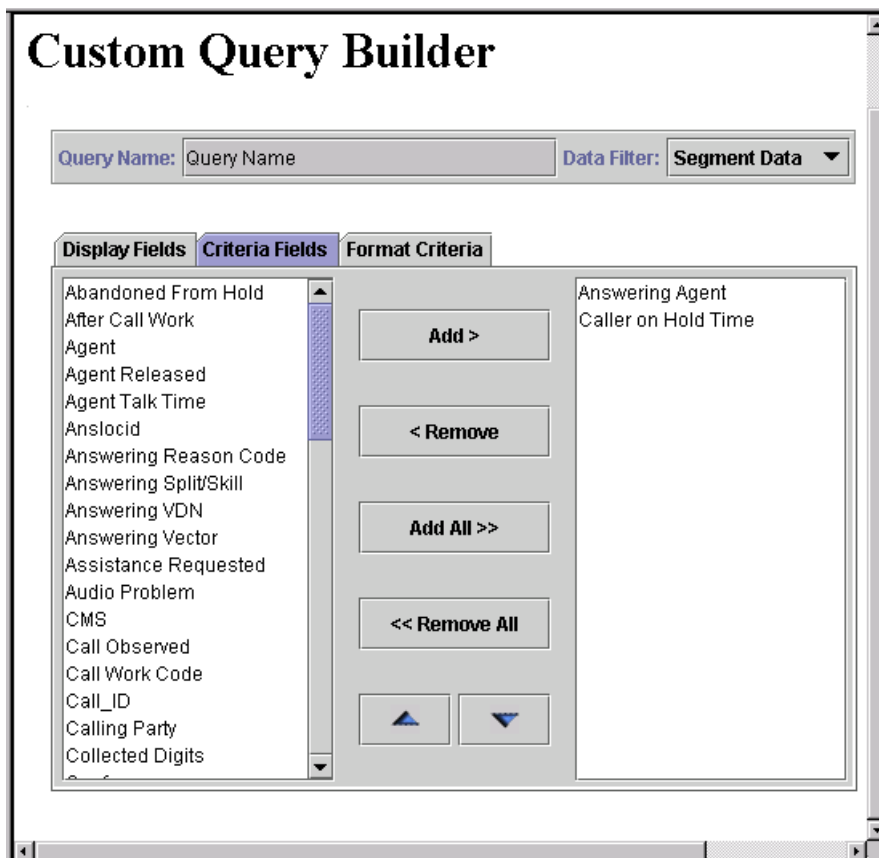 Custom Query Builder
Query Name: Query Name Data Filter: Segment Data
Display Fields Criteria Fields Format Criteria
Abandoned From Hold
After Call Work
Agent
Agent Released
Agent Talk Time
Anslocid
Answering Reason Code
Answering Split/Skill
Answering VDN
Answering Vector
Assistance Requested
Audio Problem
CMS
Call Observed
Call Work Code
Call_ID
Calling Party
Collected Digits
Add >
< Remove
Add All >>
<< Remove All
Answering Agent
Caller on Hold Time